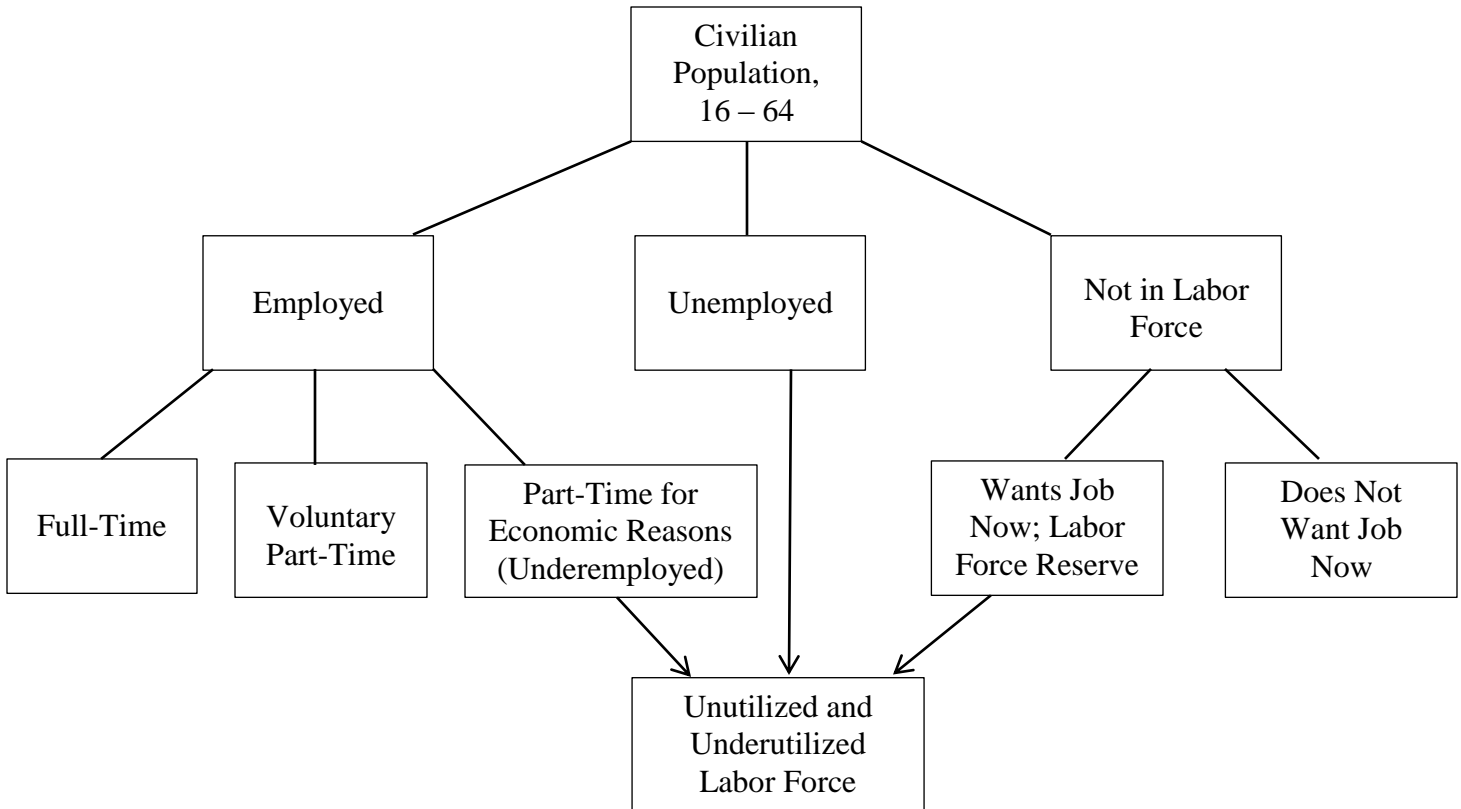 Civilian
Population,
16 – 64
Employed
Unemployed
Not in Labor
Force
Full-Time
Voluntary
Part-Time
Part-Time for
Economic Reasons
(Underemployed)
Wants Job
Now; Labor
Force Reserve
Does Not
Want Job
Now
Unutilized and
Underutilized
Labor Force